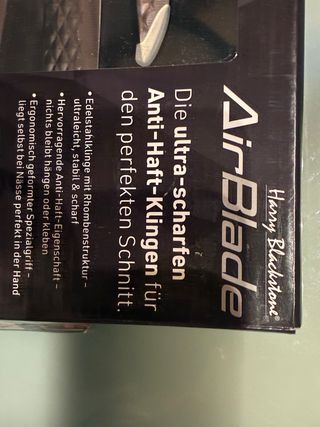 Harry Blackstone®
AirBlade
Die ultra-scharfen
Anti-Haft-Klingen für
den perfekten Schnitt.
• Edelstahlklinge mit Rhombenstruktur –
ultraleicht, stabil & scharf
• Hervorragende Anti-Haft-Eigenschaft –
nichts bleibt hängen oder kleben
• Ergonomisch geformter Spezialgriff –
liegt selbst bei Nässe perfekt in der Hand